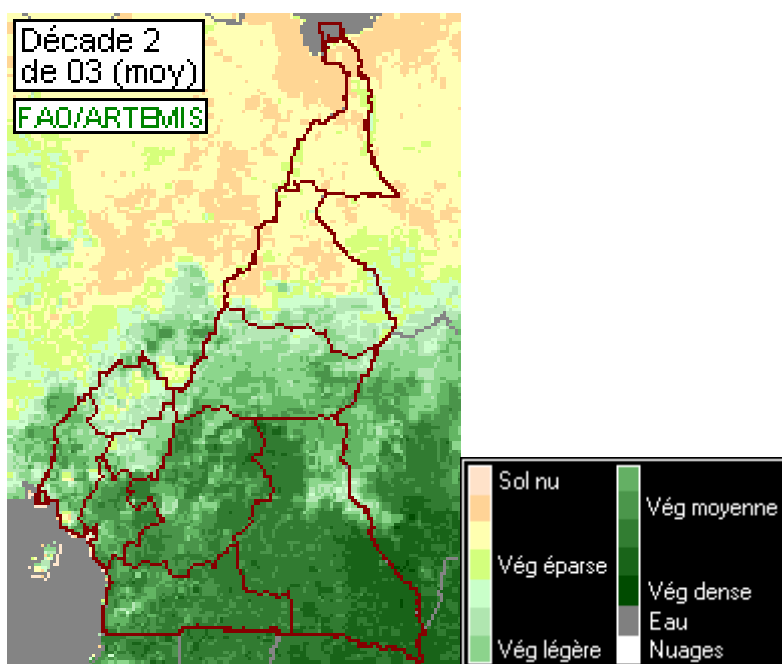 Décade 2
de 03 (moy)
FAO/ARTEMIS
Sol nu
Vég éparse
Vég légère
Vég moyenne
Vég dense
Eau
Nuages